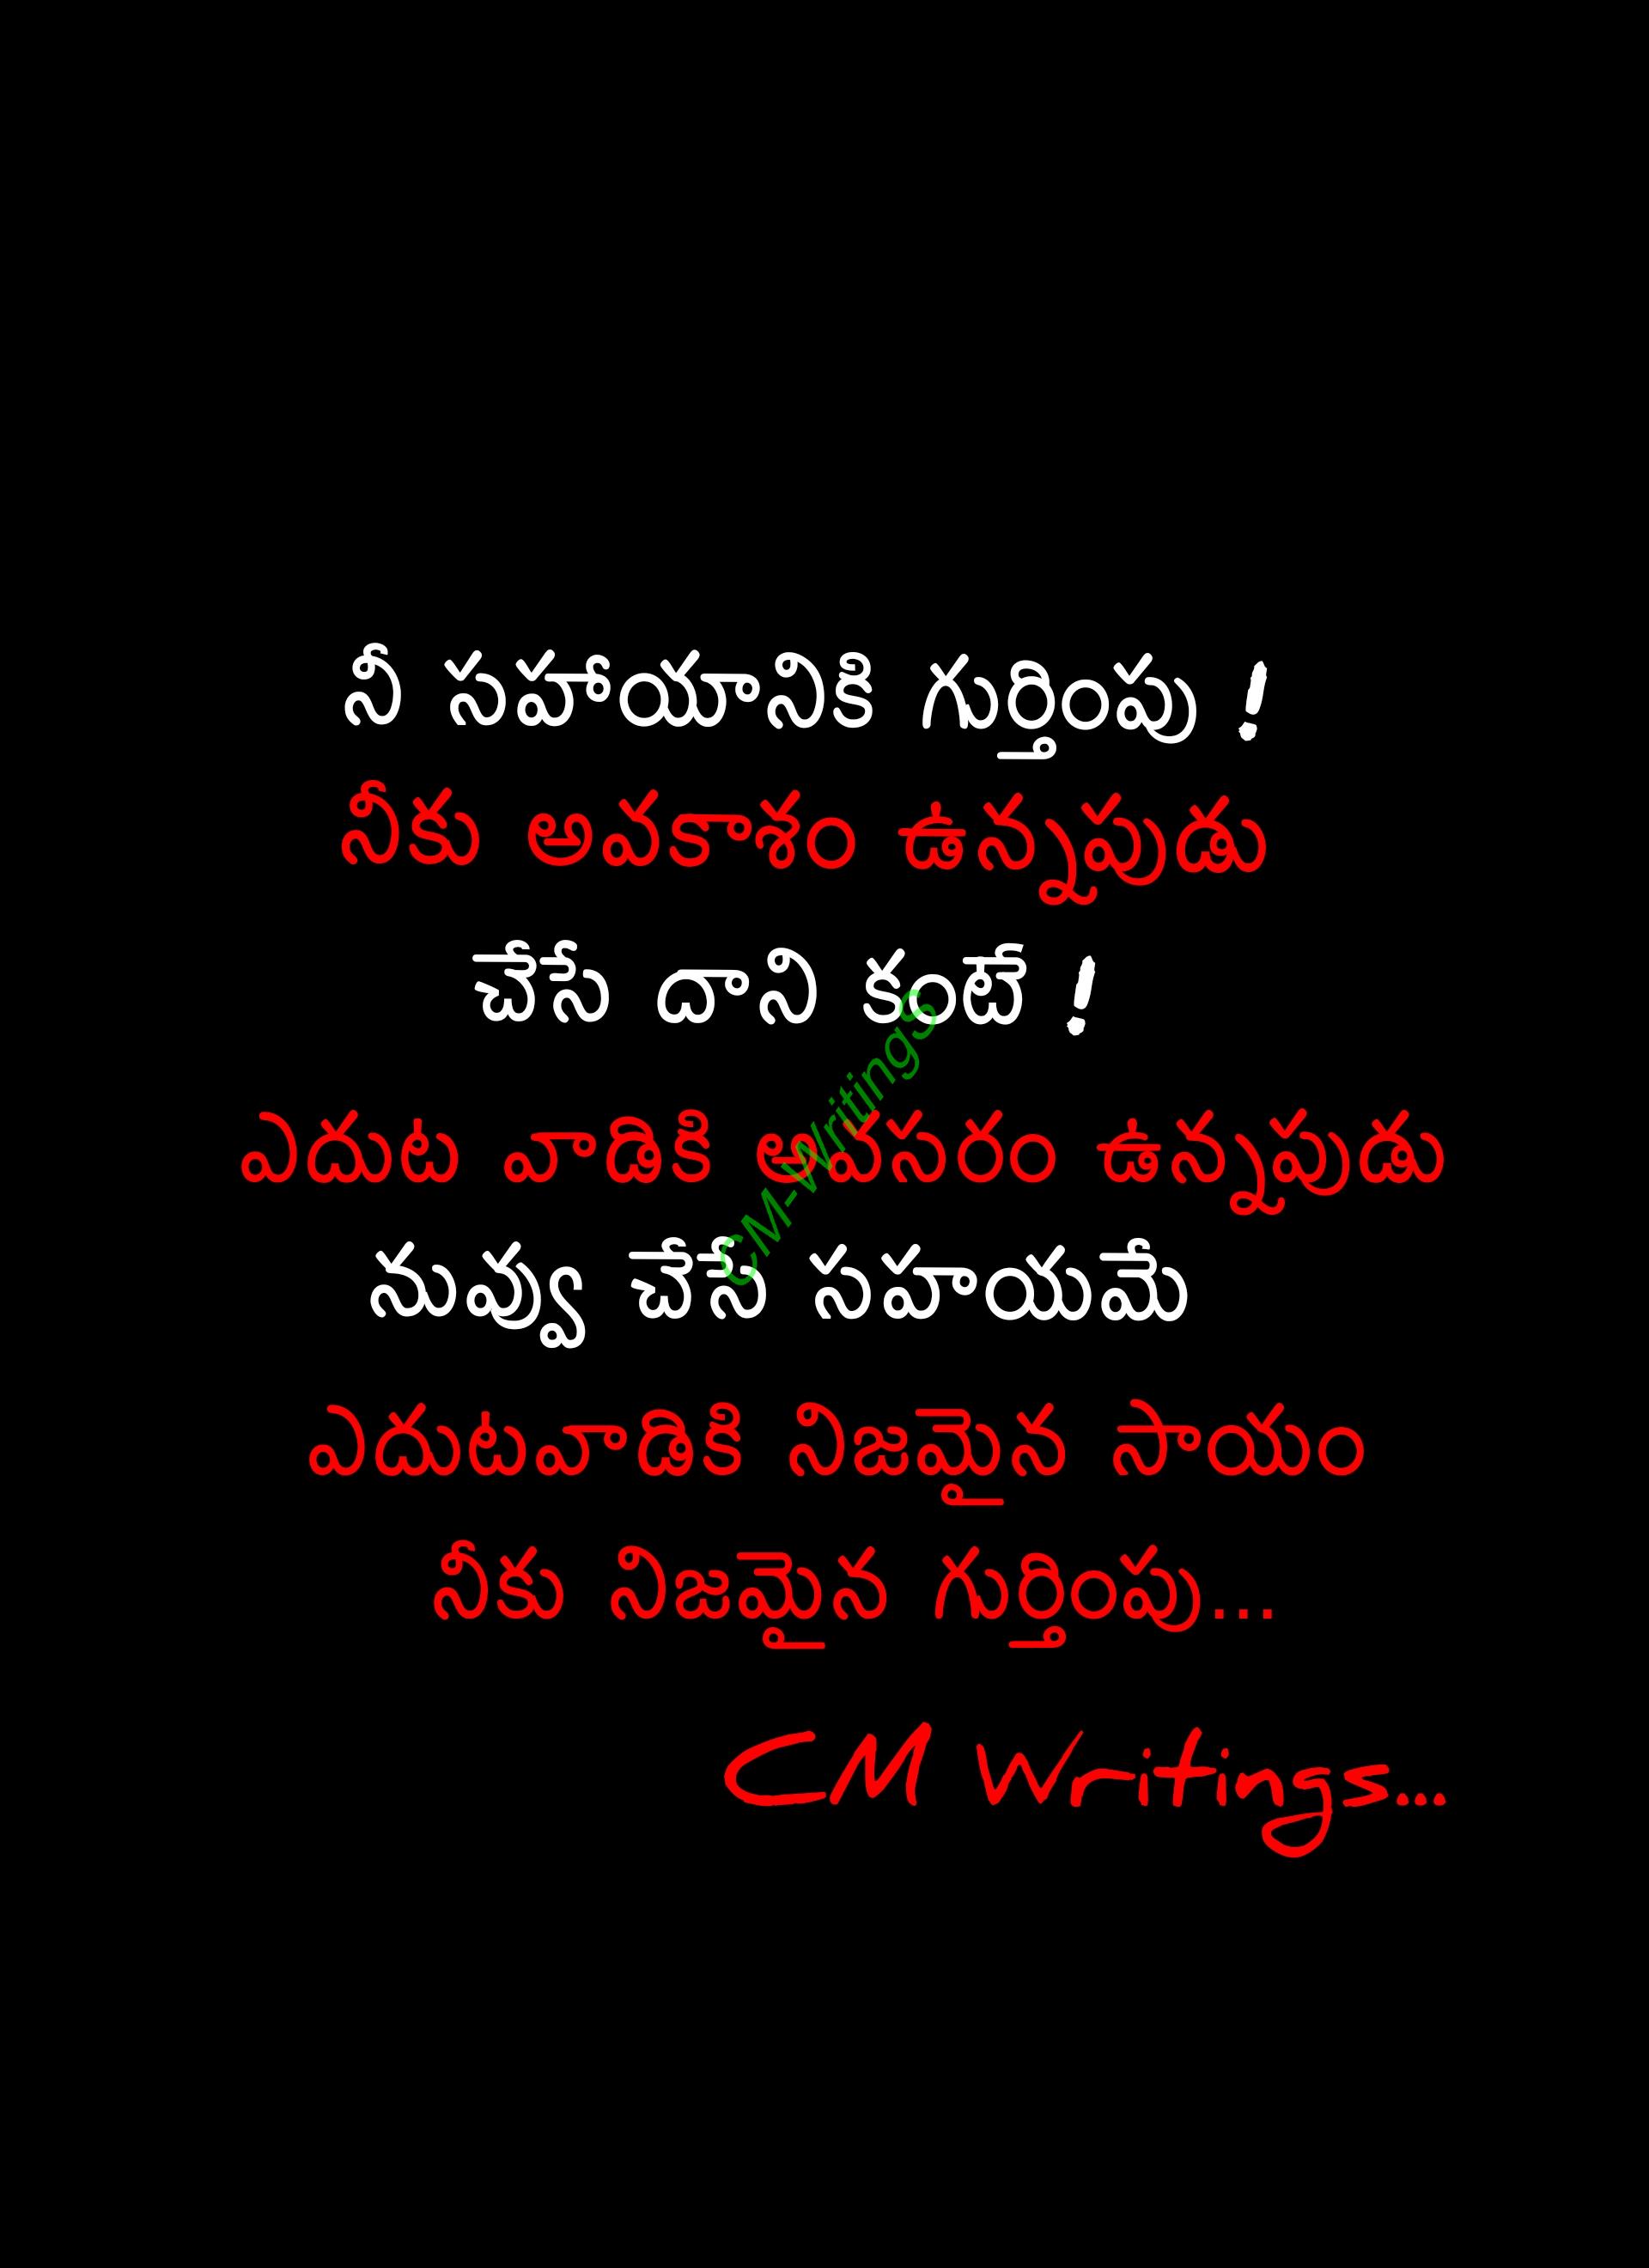 నీ సహాయానికి గుర్తింపు !
నీకు అవకాశం ఉన్నపుడు
చేసే దాని కంటే !
ఎదుట వాడికి అవసరం ఉన్నపుడు
నువ్వు చేసే సహాయమే
ఎదుటవాడికి నిజమైన సాయం
నీకు నిజమైన గుర్తింపు...
CM Writings...
CM-Writings